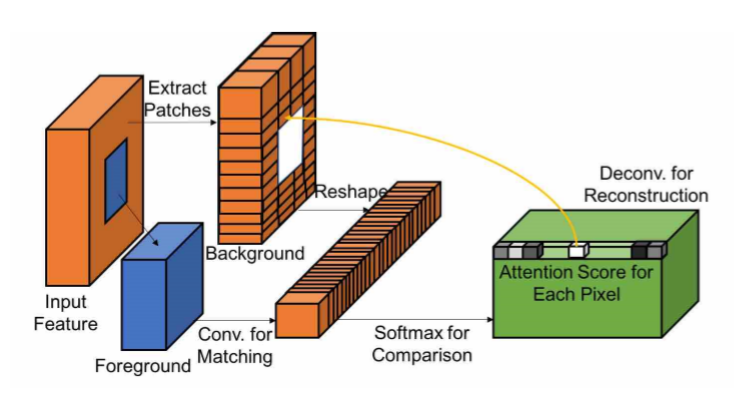 Extract
Patches
Deconv. for
Reconstruction
Reshape
Background
Attention Score for
Each Pixel
Input
Feature
Conv. for
Matching
Softmax for
Comparison
Foreground